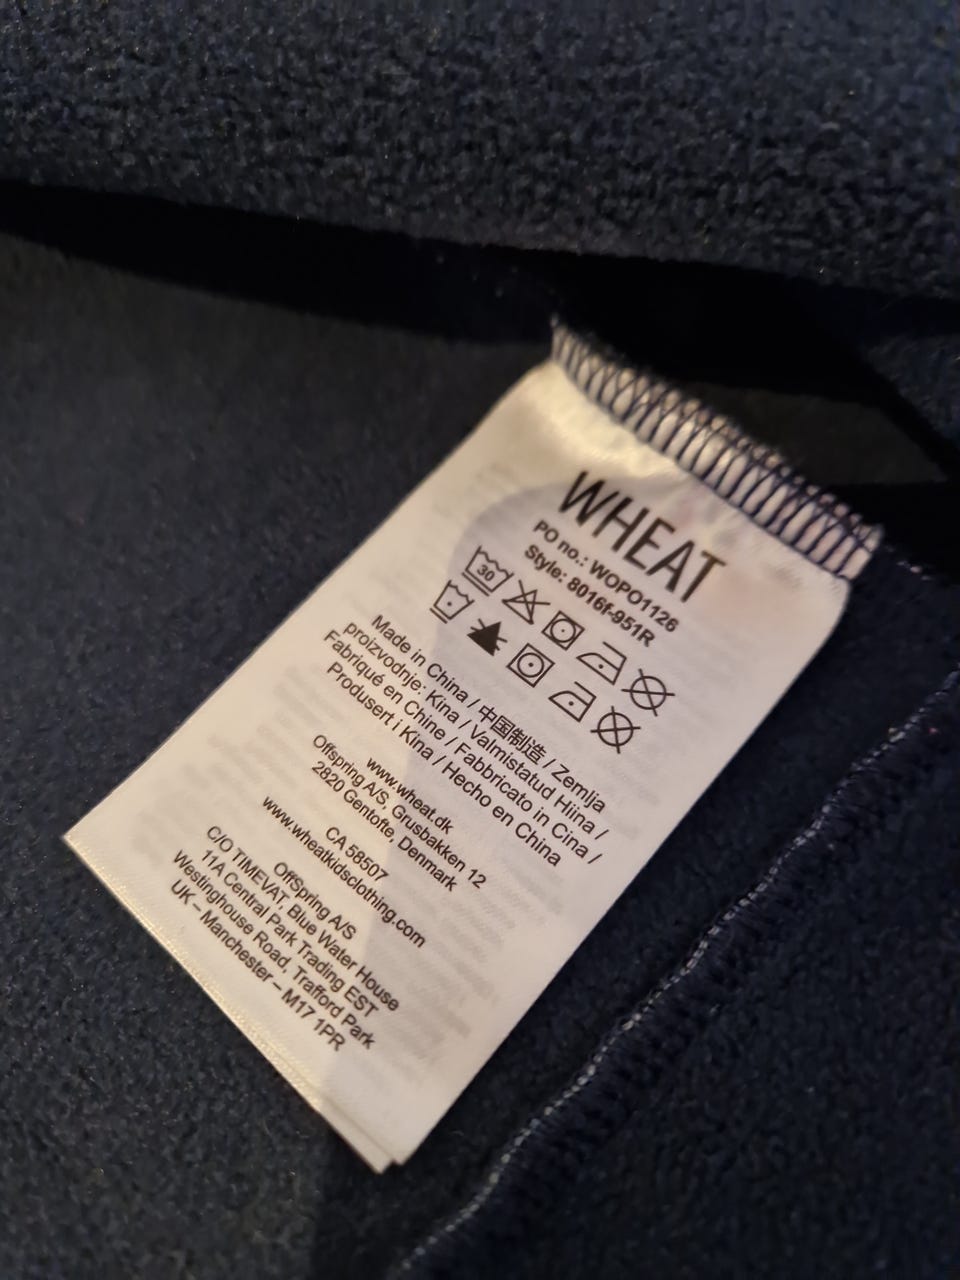 WHEAT
PO no.: WOPO1126
Style: 8016f-951R
30
Made in China / 中国制造 / Zemlja
proizvodnje: Kina / Valmistatud Hiina /
Fabriqué en Chine / Fabbricato in Cina /
Produsert i Kina / Hecho en China
www.wheat.dk
Offspring A/S, Grusbakken 12
2820 Gentofte, Denmark
CA 58507
www.wheatkidsclothing.com
OffSpring A/S
C/O TIMEVAT, Blue Water House
11A Central Park Trading EST
Westinghouse Road, Trafford Park
UK – Manchester – M17 1PR